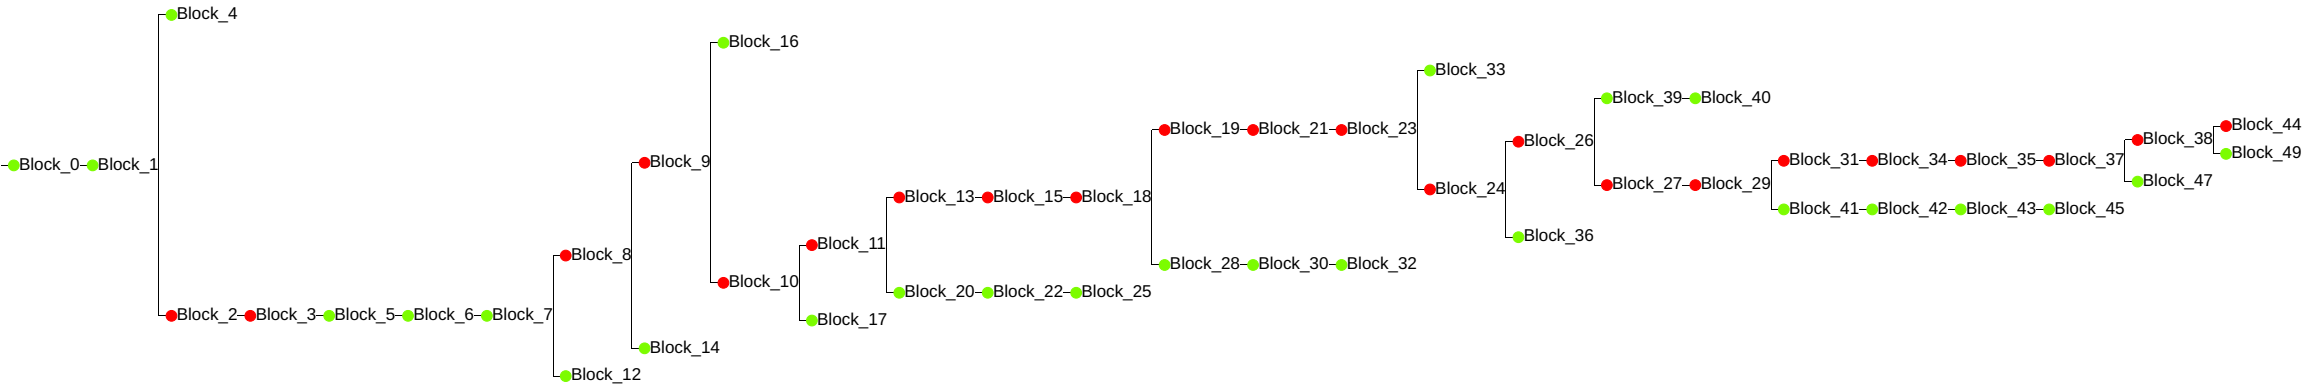 Block_4
Block_16
Block_33
Block_39 Block_40
Block_44
Block_19 Block_21 Block_23
Block_26
Block_38
Block_49
Block_0 Block_1
Block_9
Block_31 Block_34 Block_35 Block_37
Block_47
Block_27 Block_29
Block_24
Block_13 Block_15 Block_18
Block_41 Block_42 Block_43 Block_45
Block_36
Block_11
Block_8
Block_28 Block_30 Block_32
Block_10
Block_20 Block_22 Block_25
Block_2 Block_3 Block_5 Block_6 Block_7
Block_17
Block_14
Block_12